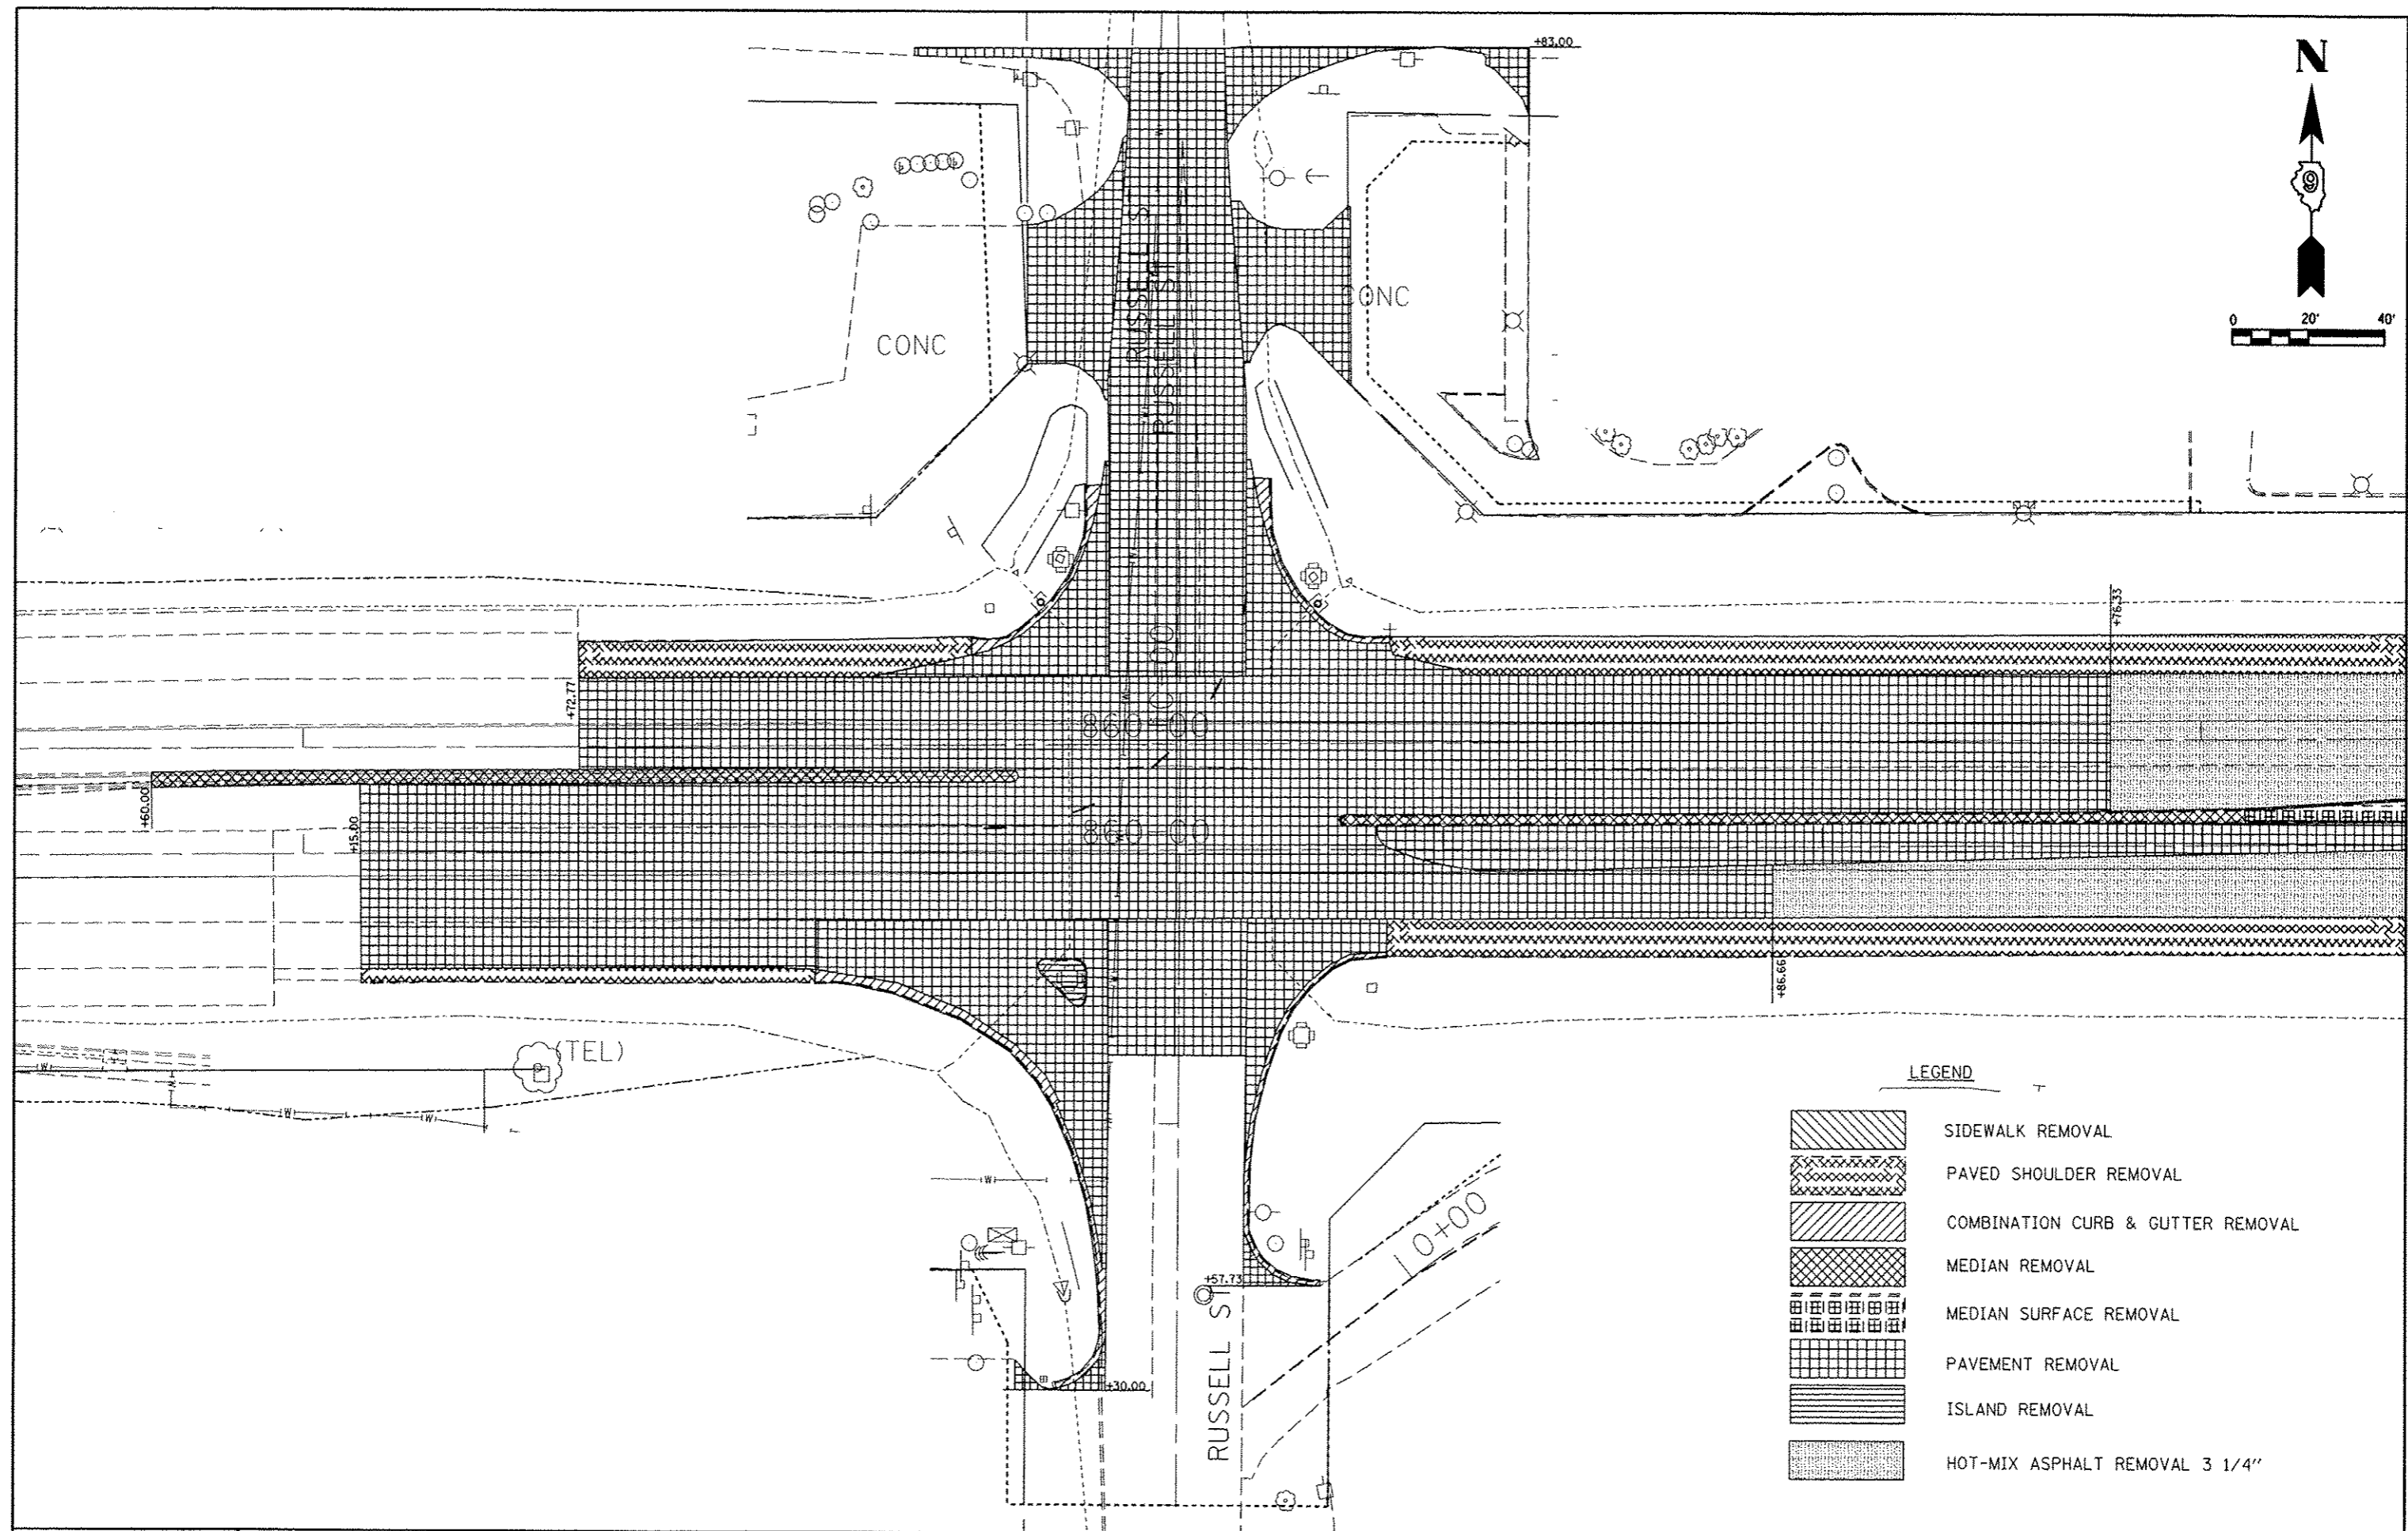 +83.00
N
9
0 20' 40'
RUSSELL S
RUSSELL ST
CONC
CONC
+76.33
+72.77
860+00
+60.00
+15.00
860+00
+86.66
(TEL)
W
W
W
W
LEGEND
SIDEWALK REMOVAL
PAVED SHOULDER REMOVAL
COMBINATION CURB & GUTTER REMOVAL
MEDIAN REMOVAL
MEDIAN SURFACE REMOVAL
PAVEMENT REMOVAL
ISLAND REMOVAL
HOT-MIX ASPHALT REMOVAL 3 1/4"
10+00
+57.73
+30.00
RUSSELL ST